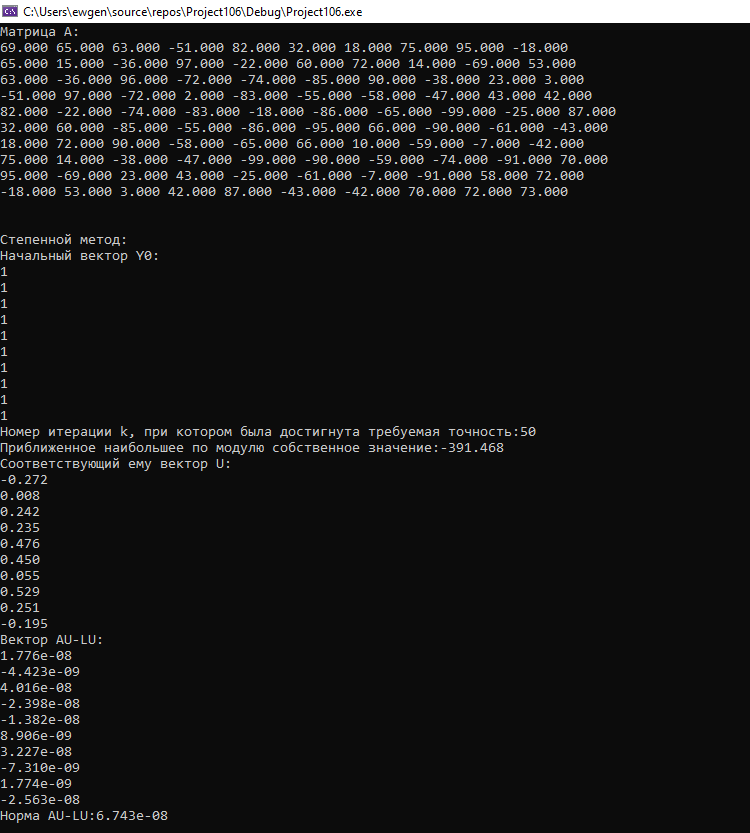 C:\Users\ewgen\source\repos\Project106\Debug\Project106.exe
Матрица A:
69.000 65.000 63.000 -51.000 82.000 32.000 18.000 75.000 95.000 -18.000
65.000 15.000 -36.000 97.000 -22.000 60.000 72.000 14.000 -69.000 53.000
63.000 -36.000 96.000 -72.000 -74.000 -85.000 90.000 -38.000 23.000 3.000
-51.000 97.000 -72.000 2.000 -83.000 -55.000 -58.000 -47.000 43.000 42.000
82.000 -22.000 -74.000 -83.000 -18.000 -86.000 -65.000 -99.000 -25.000 87.000
32.000 60.000 -85.000 -55.000 -86.000 -95.000 66.000 -90.000 -61.000 -43.000
18.000 72.000 90.000 -58.000 -65.000 66.000 10.000 -59.000 -7.000 -42.000
75.000 14.000 -38.000 -47.000 -99.000 -90.000 -59.000 -74.000 -91.000 70.000
95.000 -69.000 23.000 43.000 -25.000 -61.000 -7.000 -91.000 58.000 72.000
-18.000 53.000 3.000 42.000 87.000 -43.000 -42.000 70.000 72.000 73.000
Степенной метод:
Начальный вектор Y0:
1
1
1
1
1
1
1
1
1
1
Номер итерации k, при котором была достигнута требуемая точность:50
Приближенное наибольшее по модулю собственное значение:-391.468
Соответствующий ему вектор U:
-0.272
0.008
0.242
0.235
0.476
0.450
0.055
0.529
0.251
-0.195
Вектор AU-LU:
1.776e-08
-4.423e-09
4.016e-08
-2.398e-08
-1.382e-08
8.906e-09
3.227e-08
-7.310e-09
1.774e-09
-2.563e-08
Норма AU-LU:6.743e-08